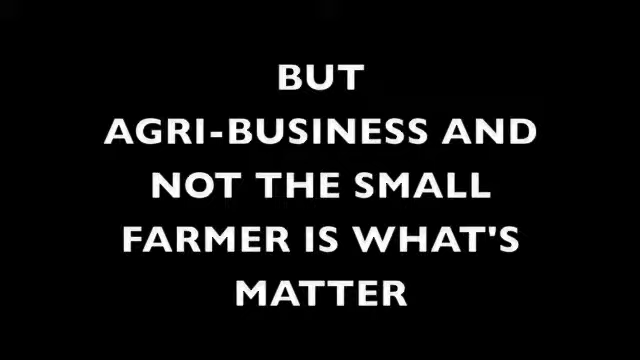 BUT
AGRI-BUSINESS AND
NOT THE SMALL
FARMER IS WHAT'S
MATTER